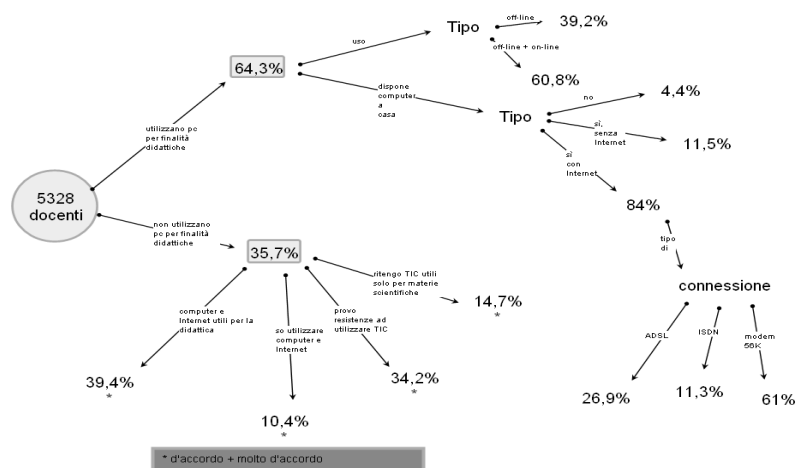 off-line
39,2%
Tipo
uso
off-line + on-line
64,3%
60,8%
dispone
computer
a
casa
no
4,4%
Tipo
sì,
senza
Internet
11,5%
utilizzano pc
per finalità
didattiche
sì
con
Internet
5328
docenti
84%
non utilizzano
pc per finalità
didattiche
tipo
di
35,7%
ritengo TIC utili
solo per materie
scientifiche
connessione
14,7%
*
computer e
Internet utili per la
didattica
provo
resistenze ad
utilizzare TIC
so utilizzare
computer e
Internet
ADSL
ISDN
modem
56K
39,4%
*
34,2%
*
26,9%
11,3%
61%
10,4%
*
* d'accordo + molto d'accordo